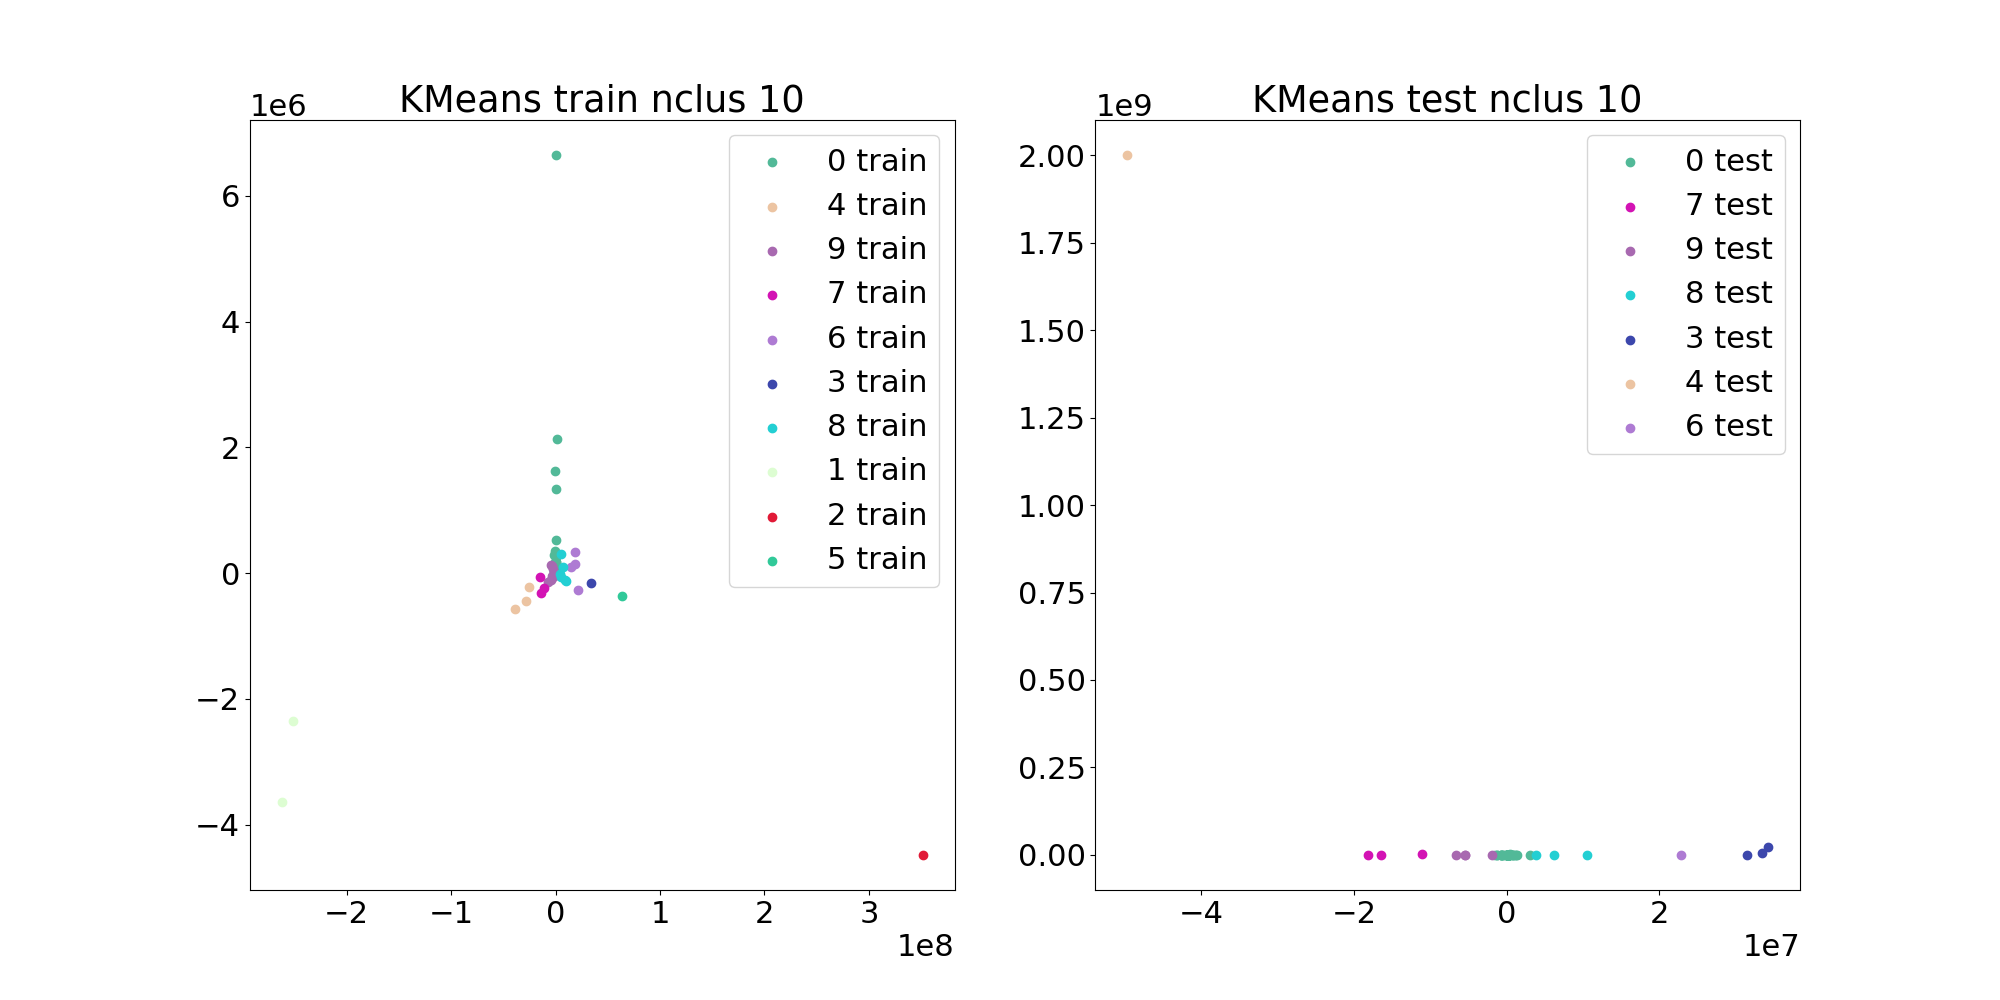 KMeans train nclus 10
1e6
0 train
4 train
9 train
7 train
6 train
3 train
8 train
1 train
2 train
5 train
6
4
2
0
−2
−4
−2
−1
0
1
2
3
1e8
KMeans test nclus 10
1e9
0 test
7 test
9 test
8 test
3 test
4 test
6 test
2.00
1.75
1.50
1.25
1.00
0.75
0.50
0.25
0.00
−4
−2
0
2
1e7